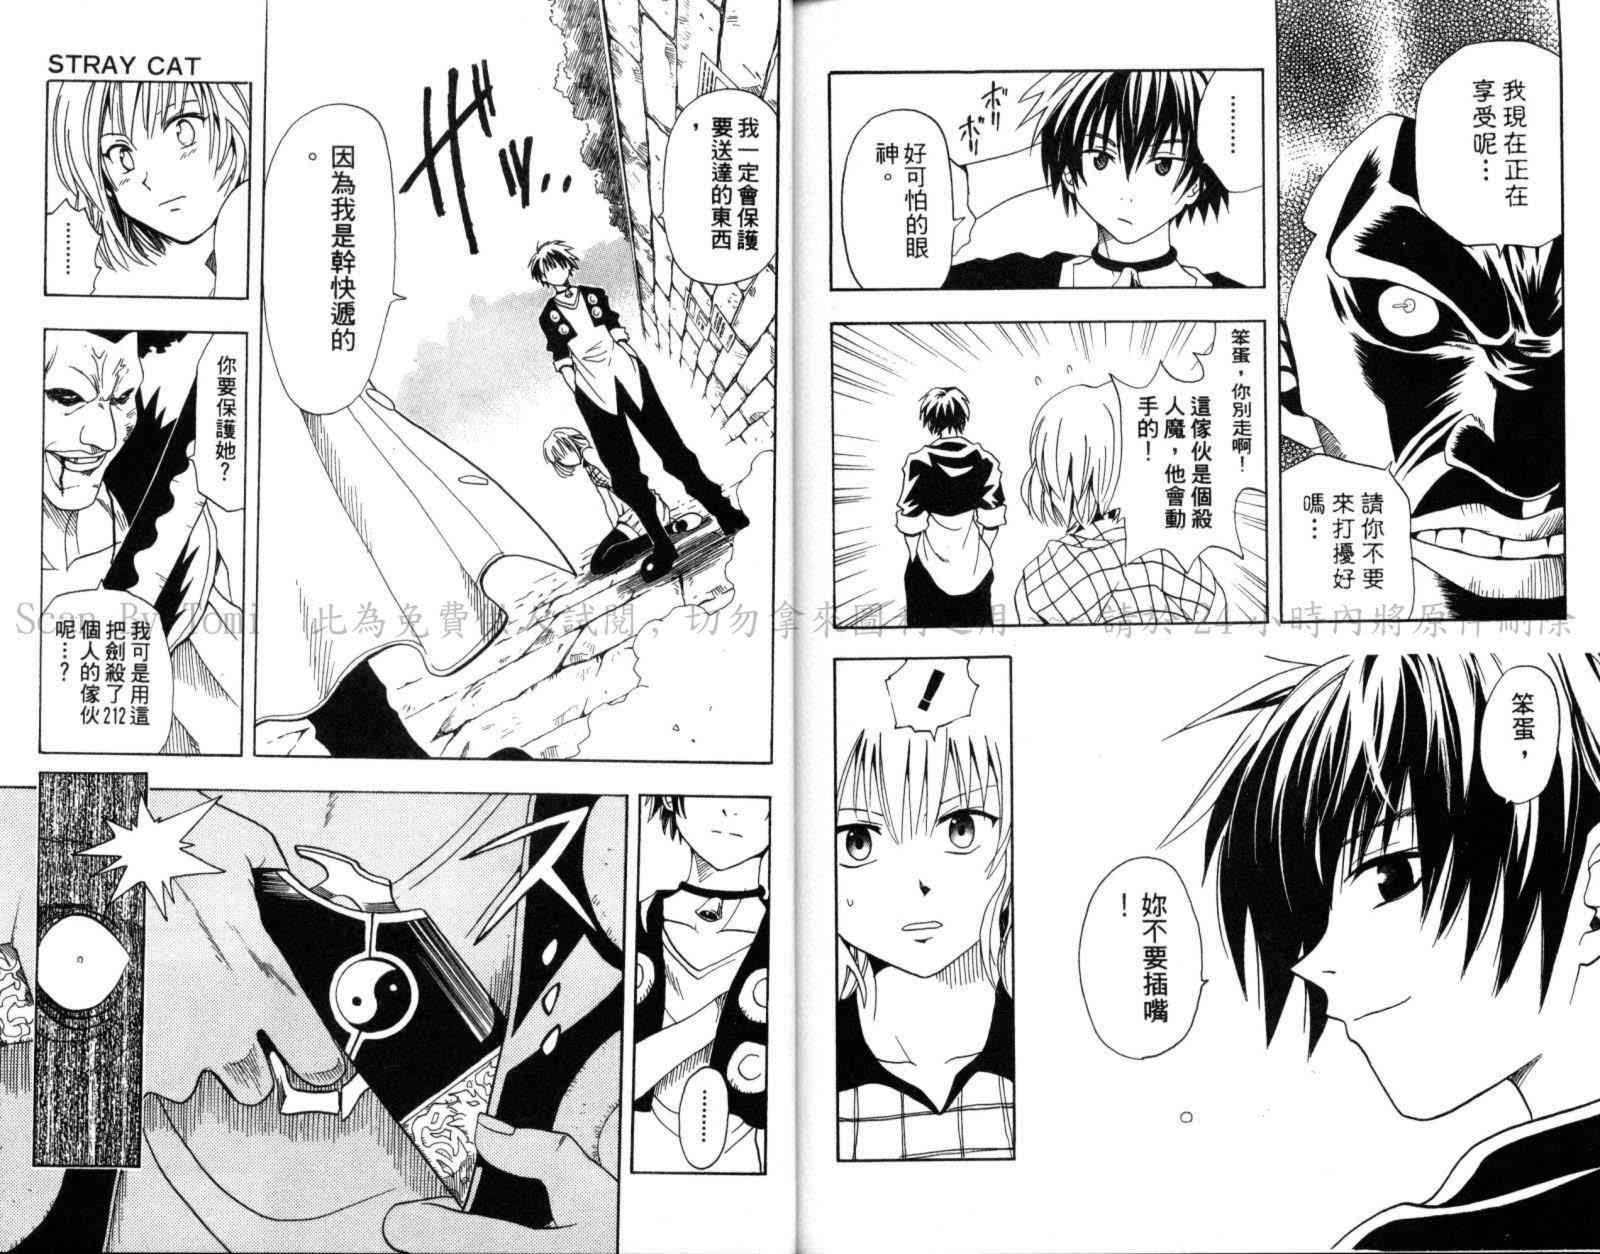 我現在正在
享受呢…
請你不要
來打擾好
嗎…
………
ボリ
ボリ
好可怕的眼
神。
笨蛋，你別走啊！
這傢伙是個殺
人魔，他會動
手的！
笨蛋，
妳不要插嘴
！
！
STRAY CAT
我一定會保護
要送達的東西
，
因為我是幹快遞的
。
………
你要保護她？
我可是用這
把劍殺了212
個人的傢伙
呢…？
………
Scan By Tomi
此為免費
試閱，切勿拿來圖利之用
請於 24 小時內將原件刪除